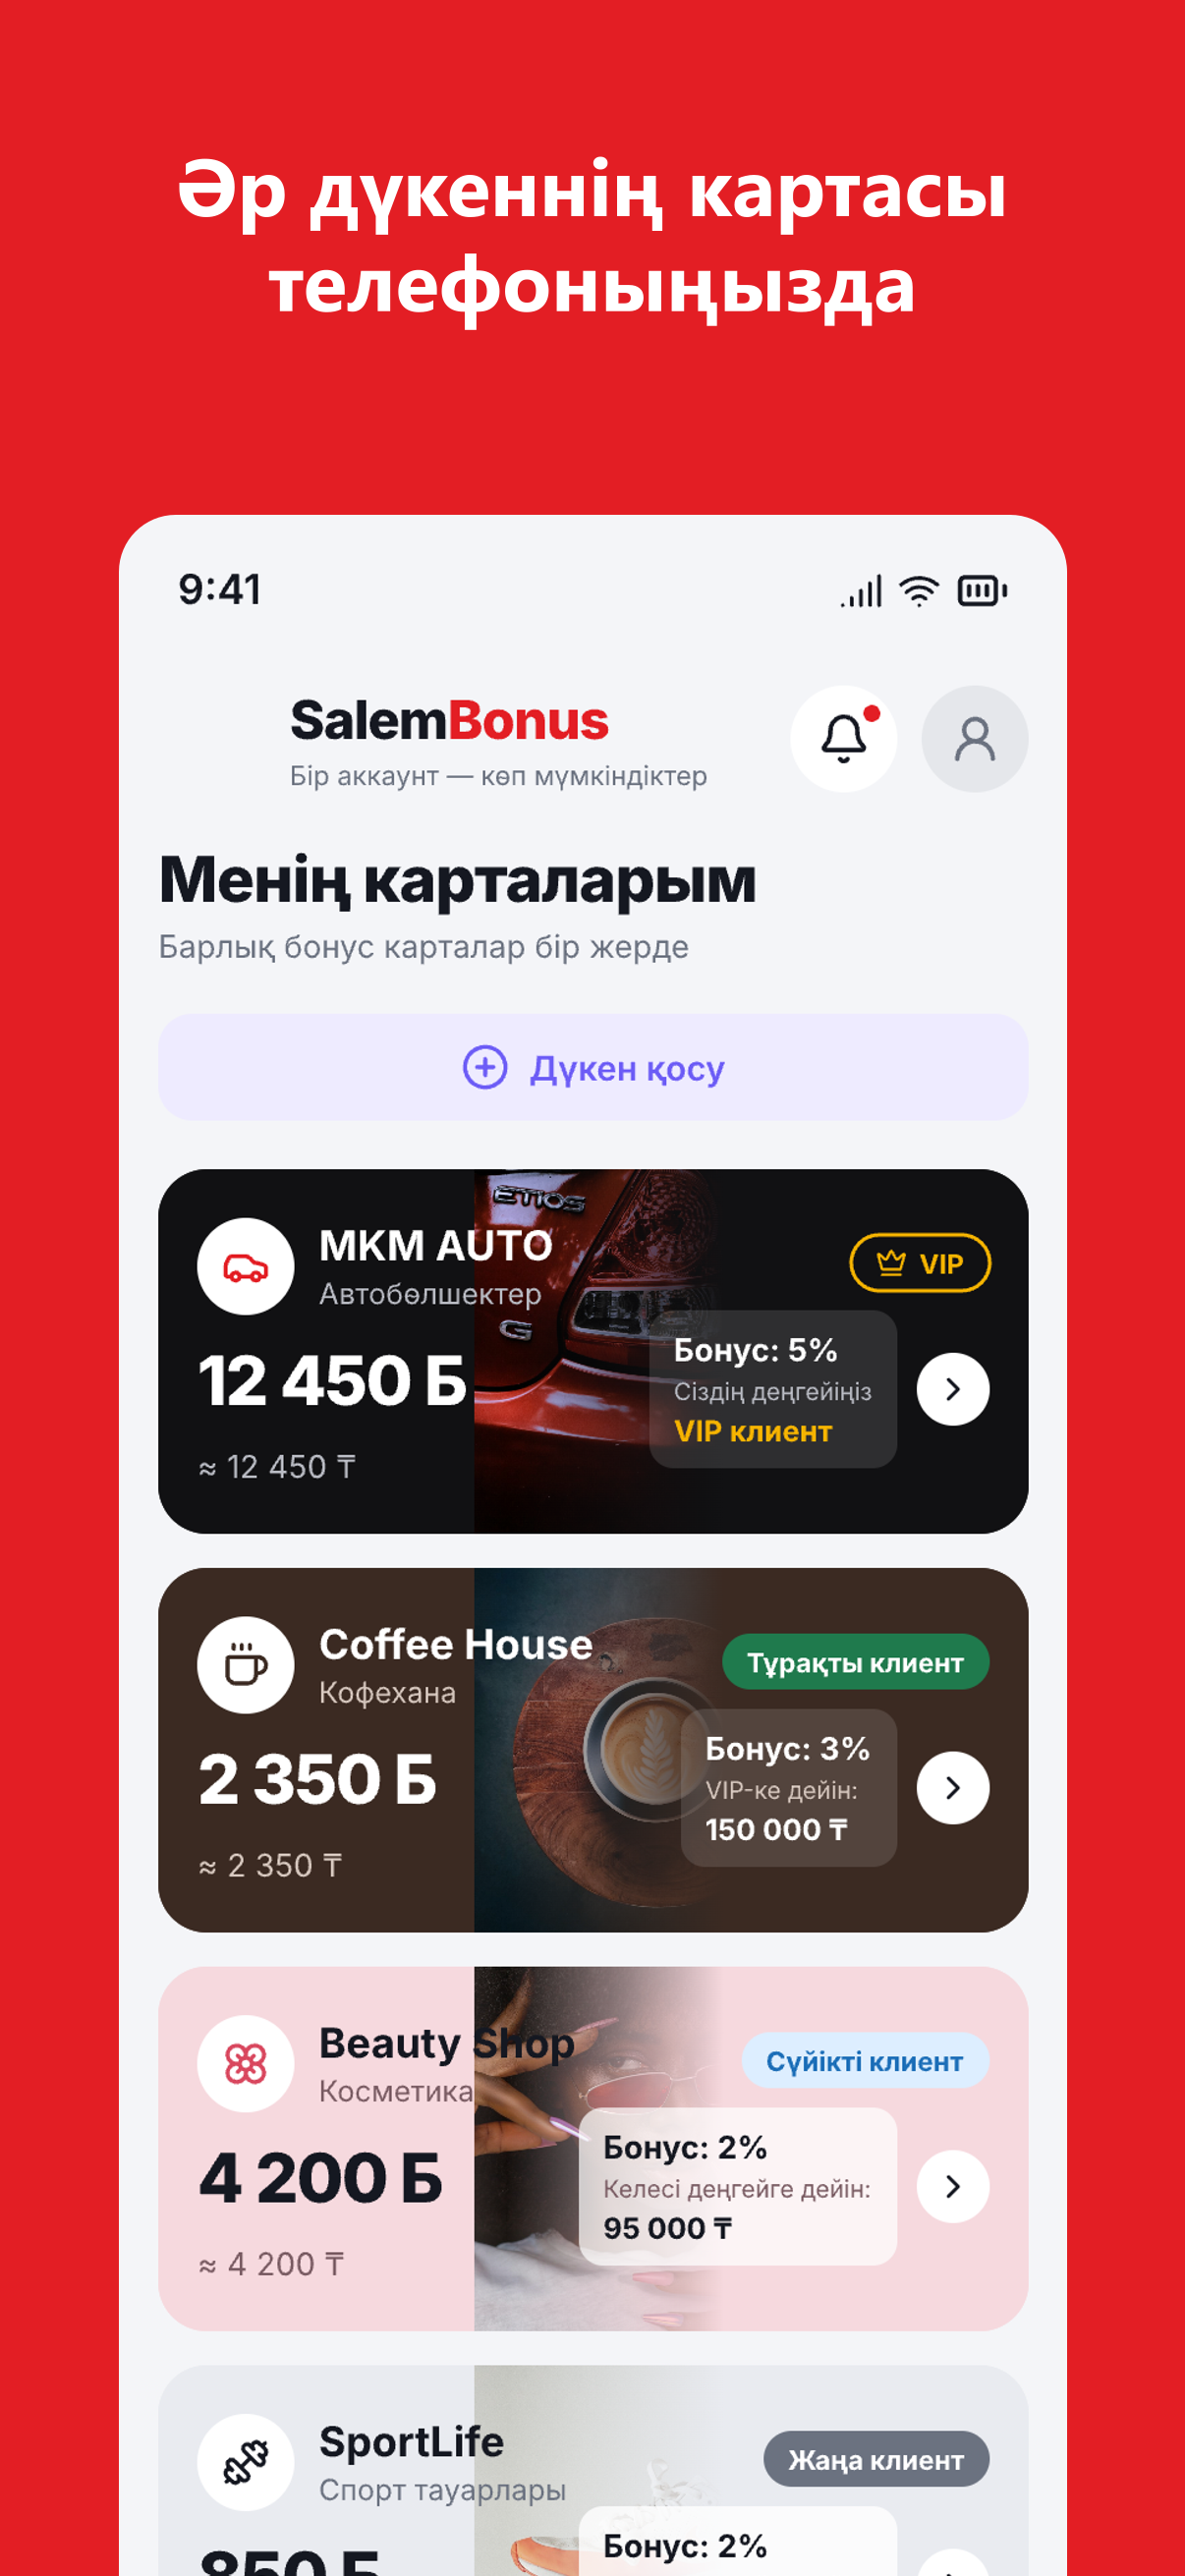 Әр дүкеннің картасы
телефоныңызда
9:41
SalemBonus
Бір аккаунт — көп мүмкіндіктер
Менің карталарым
Барлық бонус карталар бір жерде
Дүкен қосу
ETIOS
MKM AUTO
VIP
Автобөлшектер
G
12 450 Б
Бонус: 5%
Сіздің деңгейіңіз
VIP клиент
≈ 12 450 ₸
Coffee House
Тұрақты клиент
Кофехана
2 350 Б
Бонус: 3%
VIP-ке дейін:
150 000 ₸
≈ 2 350 ₸
Beauty Shop
Сүйікті клиент
Косметика
4 200 Б
Бонус: 2%
Келесі деңгейге дейін:
95 000 ₸
≈ 4 200 ₸
SportLife
Жаңа клиент
Спорт тауарлары
850 Б
Бонус: 2%